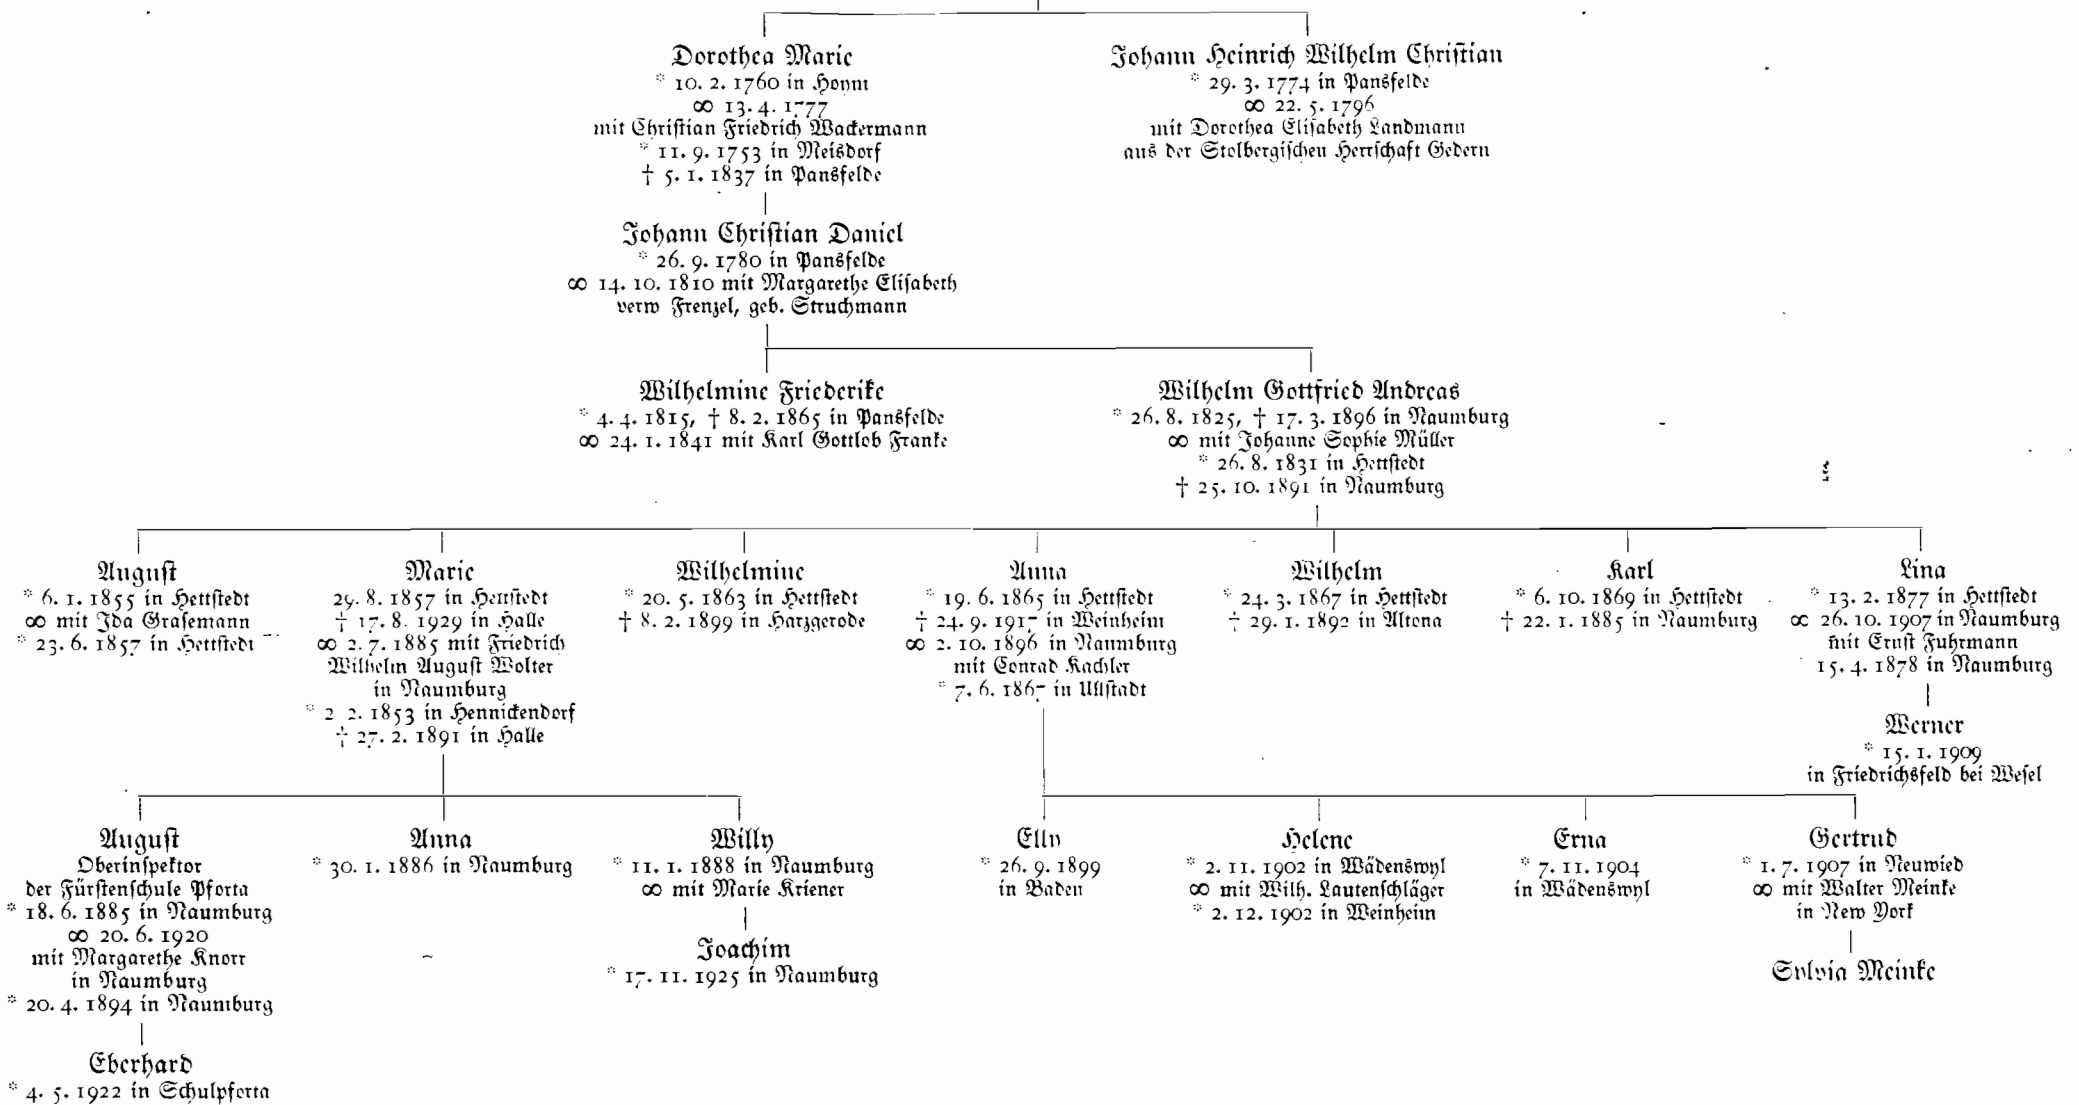 Dorothea Marie
* 10. 2. 1760 in Hoym
∞ 13. 4. 1777
mit Christian Friedrich Wackermann
* 11. 9. 1753 in Meisdorf
† 5. 1. 1837 in Pansfelde
Johann Heinrich Wilhelm Christian
* 29. 3. 1774 in Pansfelde
∞ 22. 5. 1796
mit Dorothea Elisabeth Landmann
aus der Stolbergischen Herrschaft Gedern
Johann Christian Daniel
* 26. 9. 1780 in Pansfelde
∞ 14. 10. 1810 mit Margarethe Elisabeth
verw Frenzel, geb. Struchmann
Wilhelmine Friederike
* 4. 4. 1815, † 8. 2. 1865 in Pansfelde
∞ 24. 1. 1841 mit Karl Gottlob Franke
Wilhelm Gottfried Andreas
* 26. 8. 1825, † 17. 3. 1896 in Naumburg
∞ mit Johanne Sophie Müller
* 26. 8. 1831 in Hettstedt
† 25. 10. 1891 in Naumburg
August
* 6. 1. 1855 in Hettstedt
∞ mit Ida Grasemann
* 23. 6. 1857 in Hettstedt
Marie
29. 8. 1857 in Hettstedt
† 17. 8. 1929 in Halle
∞ 2. 7. 1885 mit Friedrich
Wilhelm August Wolter
in Naumburg
* 2 2. 1853 in Hennickendorf
† 27. 2. 1891 in Halle
Wilhelmine
* 20. 5. 1863 in Hettstedt
† 8. 2. 1899 in Harzgerode
Anna
* 19. 6. 1865 in Hettstedt
† 24. 9. 1917 in Weinheim
∞ 2. 10. 1896 in Naumburg
mit Conrad Kachler
* 7. 6. 1867 in Ullstadt
Wilhelm
* 24. 3. 1867 in Hettstedt
† 29. 1. 1892 in Altona
Karl
* 6. 10. 1869 in Hettstedt
† 22. 1. 1885 in Naumburg
Lina
* 13. 2. 1877 in Hettstedt
∞ 26. 10. 1907 in Naumburg
mit Ernst Fuhrmann
15. 4. 1878 in Naumburg
Werner
* 15. 1. 1909
in Friedrichsfeld bei Wesel
August
Oberinspektor
der Fürstenschule Pforta
* 18. 6. 1885 in Naumburg
∞ 20. 6. 1920
mit Margarethe Knorr
in Naumburg
* 20. 4. 1894 in Naumburg
Eberhard
* 4. 5. 1922 in Schulpforta
Anna
* 30. 1. 1886 in Naumburg
Willy
* 11. 1. 1888 in Naumburg
∞ mit Marie Kriener
Joachim
* 17. 11. 1925 in Naumburg
Elly
* 26. 9. 1899
in Baden
Helene
* 2. 11. 1902 in Wädenswyl
∞ mit Wilh. Lautenschläger
* 2. 12. 1902 in Weinheim
Erna
* 7. 11. 1904
in Wädenswyl
Gertrud
* 1. 7. 1907 in Neuwied
∞ mit Walter Meinke
in New York
Sylvia Meinke